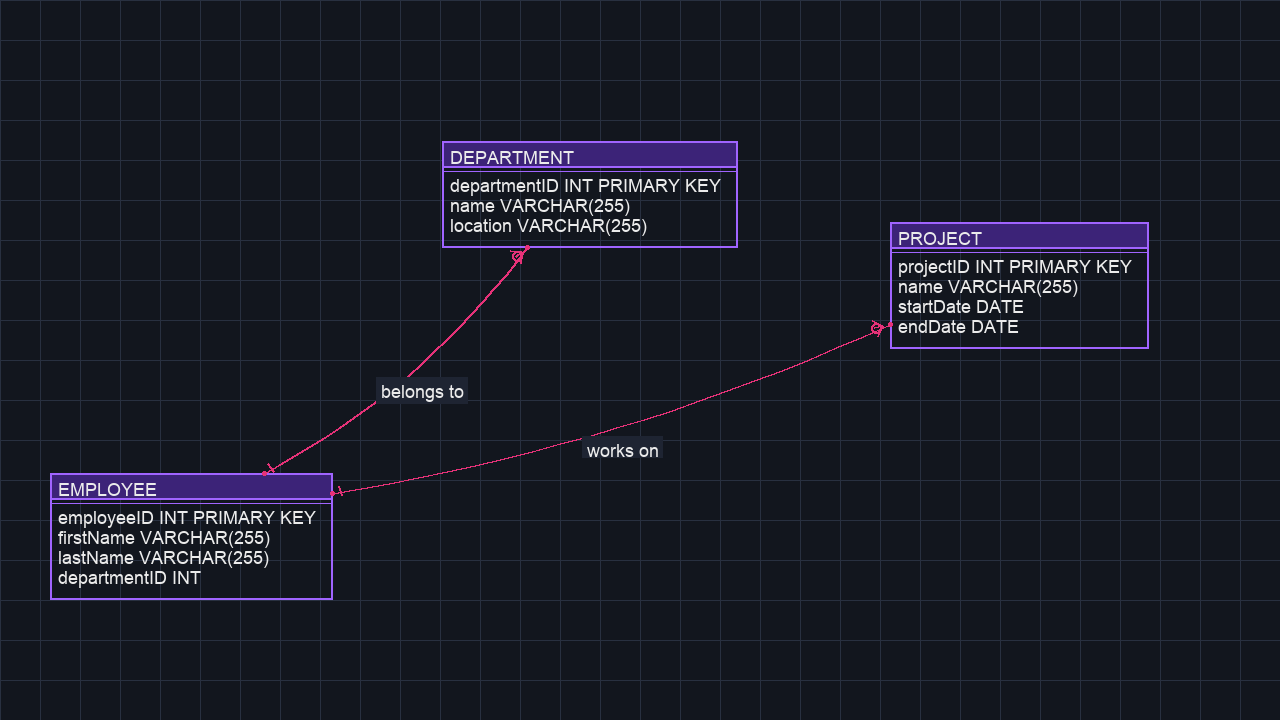 DEPARTMENT
departmentID INT PRIMARY KEY
name VARCHAR(255)
location VARCHAR(255)
PROJECT
projectID INT PRIMARY KEY
name VARCHAR(255)
startDate DATE
endDate DATE
belongs to
works on
EMPLOYEE
employeeID INT PRIMARY KEY
firstName VARCHAR(255)
lastName VARCHAR(255)
departmentID INT